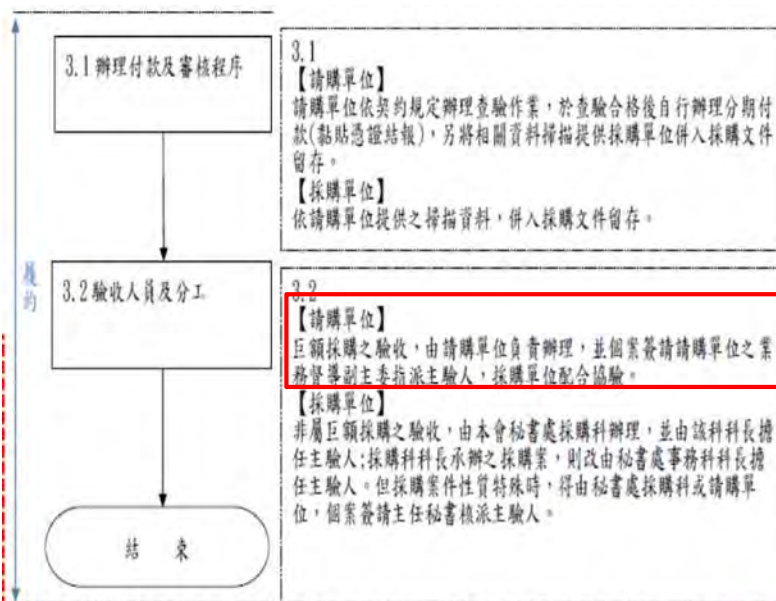 3.1 辦理付款及審核程序
3.1
【請購單位】
請購單位依契約規定辦理查驗作業，於查驗合格後自行辦理分期付
款(黏貼憑證結報)，另將相關資料掃描提供採購單位併入採購文件
留存。
【採購單位】
依請購單位提供之掃描資料，併入採購文件留存。
履約
3.2 驗收人員及分工
3.2
【請購單位】
巨額採購之驗收，由請購單位負責辦理，並個案簽請請購單位之業
務督導副主委指派主驗人，採購單位配合協驗。
【採購單位】
非屬巨額採購之驗收，由本會秘書處採購科辦理，並由該科科長擔
任主驗人;採購科科長承辦之採購案，則改由秘書處事務科科長擔
任主驗人。但採購案件性質特殊時，得由秘書處採購科或請購單
位，個案簽請主任秘書核派主驗人。
結 束